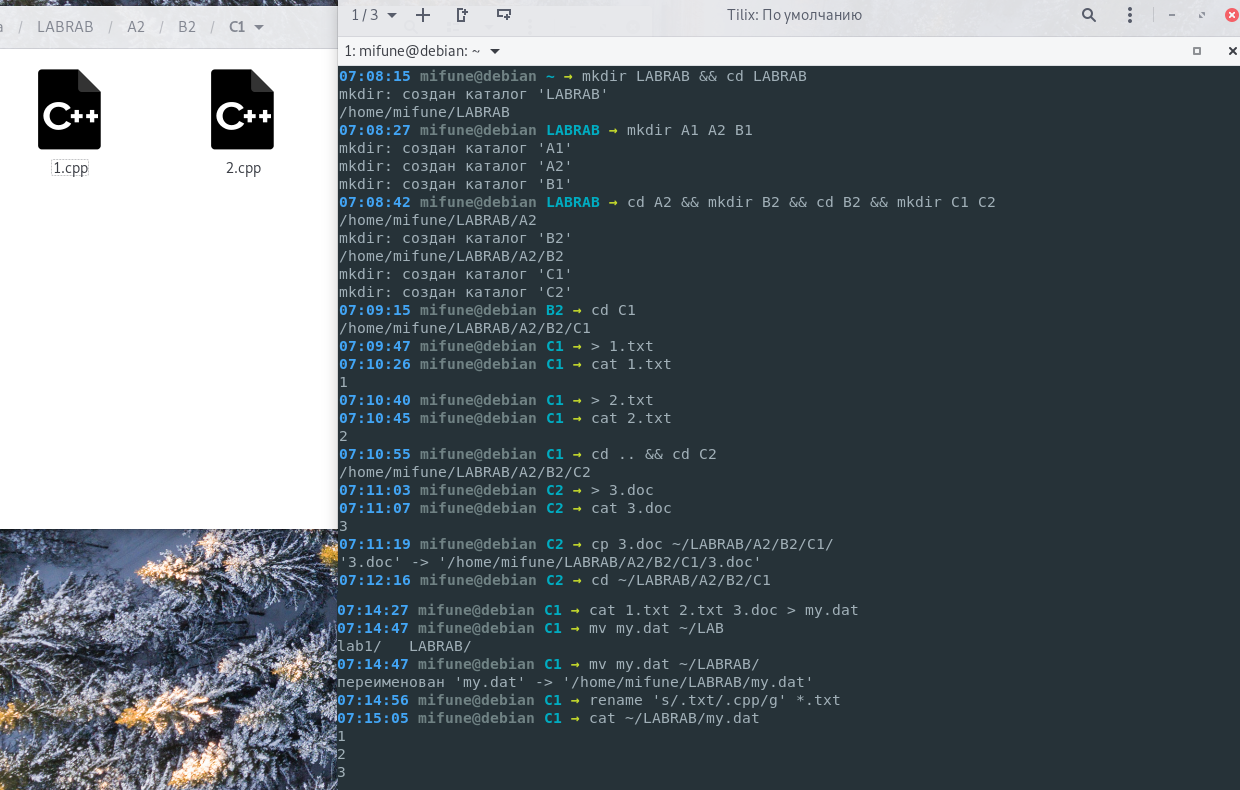 LABRAB / A2 / B2 / C1
1.cpp
2.cpp
1 / 3
Tilix: По умолчанию
1: mifune@debian: ~
07:08:15 mifune@debian ~ → mkdir LABRAB && cd LABRAB
mkdir: создан каталог 'LABRAB'
/home/mifune/LABRAB
07:08:27 mifune@debian LABRAB → mkdir A1 A2 B1
mkdir: создан каталог 'A1'
mkdir: создан каталог 'A2'
mkdir: создан каталог 'B1'
07:08:42 mifune@debian LABRAB → cd A2 && mkdir B2 && cd B2 && mkdir C1 C2
/home/mifune/LABRAB/A2
mkdir: создан каталог 'B2'
/home/mifune/LABRAB/A2/B2
mkdir: создан каталог 'C1'
mkdir: создан каталог 'C2'
07:09:15 mifune@debian B2 → cd C1
/home/mifune/LABRAB/A2/B2/C1
07:09:47 mifune@debian C1 → > 1.txt
07:10:26 mifune@debian C1 → cat 1.txt
1
07:10:40 mifune@debian C1 → > 2.txt
07:10:45 mifune@debian C1 → cat 2.txt
2
07:10:55 mifune@debian C1 → cd .. && cd C2
/home/mifune/LABRAB/A2/B2/C2
07:11:03 mifune@debian C2 → > 3.doc
07:11:07 mifune@debian C2 → cat 3.doc
3
07:11:19 mifune@debian C2 → cp 3.doc ~/LABRAB/A2/B2/C1/
'3.doc' -> '/home/mifune/LABRAB/A2/B2/C1/3.doc'
07:12:16 mifune@debian C2 → cd ~/LABRAB/A2/B2/C1
07:14:27 mifune@debian C1 → cat 1.txt 2.txt 3.doc > my.dat
07:14:47 mifune@debian C1 → mv my.dat ~/LAB
lab1/ LABRAB/
07:14:47 mifune@debian C1 → mv my.dat ~/LABRAB/
переименован 'my.dat' -> '/home/mifune/LABRAB/my.dat'
07:14:56 mifune@debian C1 → rename 's/.txt/.cpp/g' *.txt
07:15:05 mifune@debian C1 → cat ~/LABRAB/my.dat
1
2
3